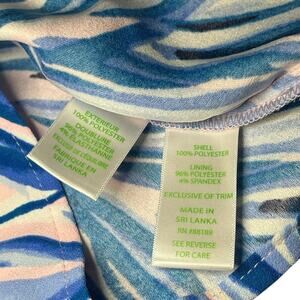 EXTÉRIEUR
100% POLYESTER
DOUBLURE
96% POLYESTER
4% ÉLASTHANNE
FABRIQUÉ EN
SRI LANKA
SHELL
100% POLYESTER
LINING
96% POLYESTER
4% SPANDEX
EXCLUSIVE OF TRIM
MADE IN
SRI LANKA
SEE REVERSE
FOR CARE